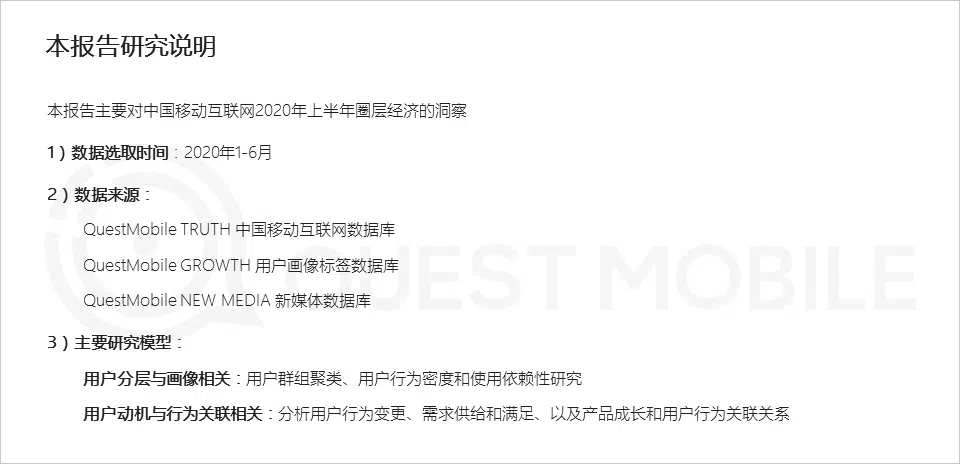 本报告研究说明
本报告主要对中国移动互联网2020年上半年圈层经济的洞察
1）数据选取时间：2020年1-6月
2）数据来源：
QuestMobile TRUTH 中国移动互联网数据库
QuestMobile GROWTH 用户画像标签数据库
QuestMobile NEW MEDIA 新媒体数据库
3）主要研究模型：
用户分层与画像相关：用户群组聚类、用户行为密度和使用依赖性研究
用户动机与行为关联相关：分析用户行为变更、需求供给和满足、以及产品成长和用户行为关联关系
QUEST MOBILE